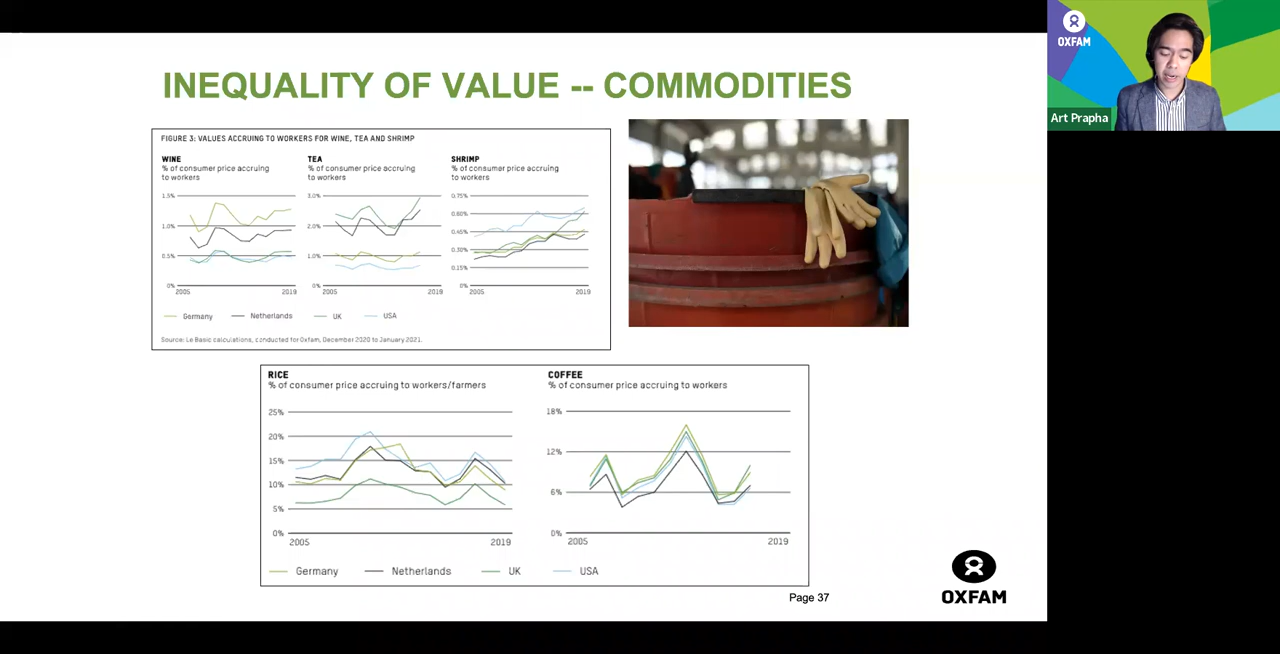 INEQUALITY OF VALUE -- COMMODITIES
OXFAM
Art Prapha
FIGURE 3: VALUES ACCRUING TO WORKERS FOR WINE, TEA AND SHRIMP
WINE
% of consumer price accruing
to workers
1.5%
1.0%
0.5%
0%
2005
2019
TEA
% of consumer price accruing
to workers
3.0%
2.0%
1.0%
0%
2005
2019
SHRIMP
% of consumer price accruing
to workers
0.75%
0.60%
0.45%
0.30%
0.15%
0%
2005
2019
Germany
Netherlands
UK
USA
Source: Le Basic calculations, conducted for Oxfam, December 2020 to January 2021.
RICE
% of consumer price accruing to workers/farmers
25%
20%
15%
10%
5%
0%
2005
2019
COFFEE
% of consumer price accruing to workers
18%
12%
6%
0%
2005
2019
Germany
Netherlands
UK
USA
Page 37
OXFAM